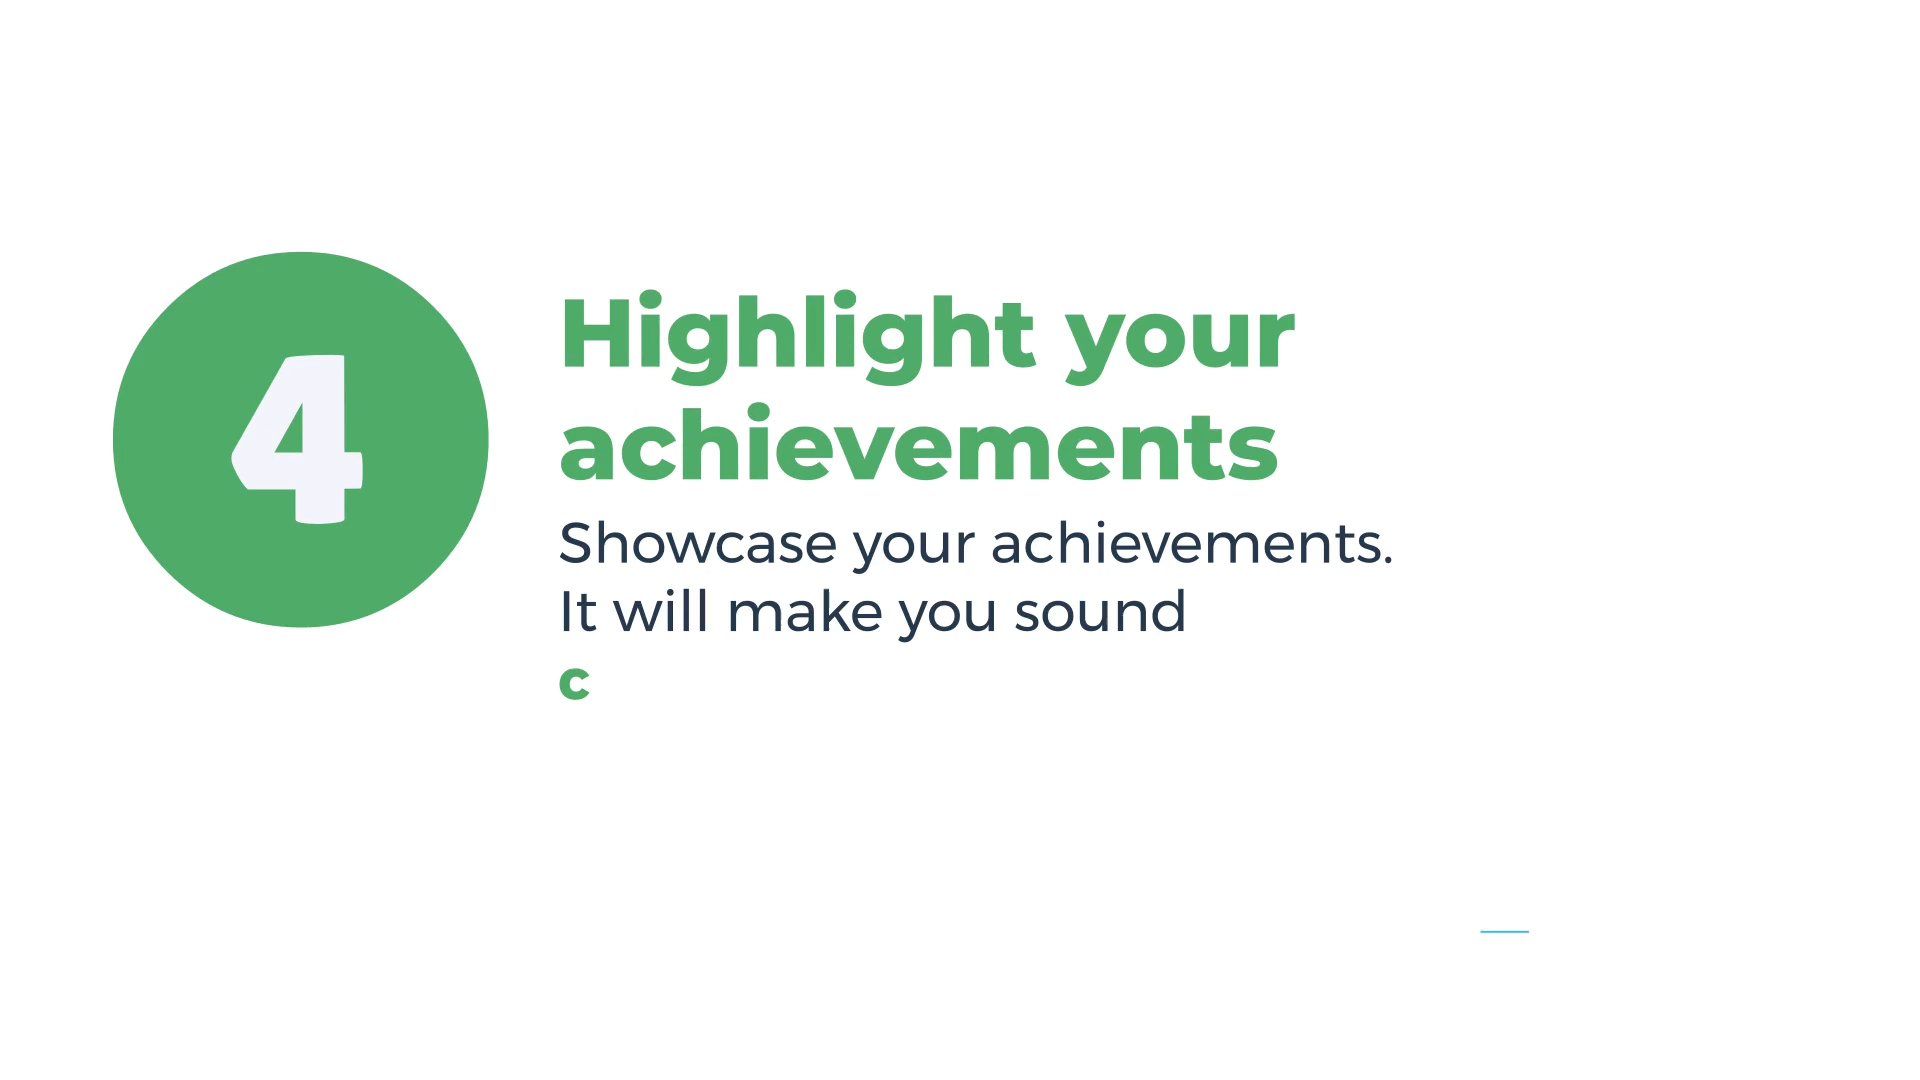 4
Highlight your
achievements
Showcase your achievements.
It will make you sound
c